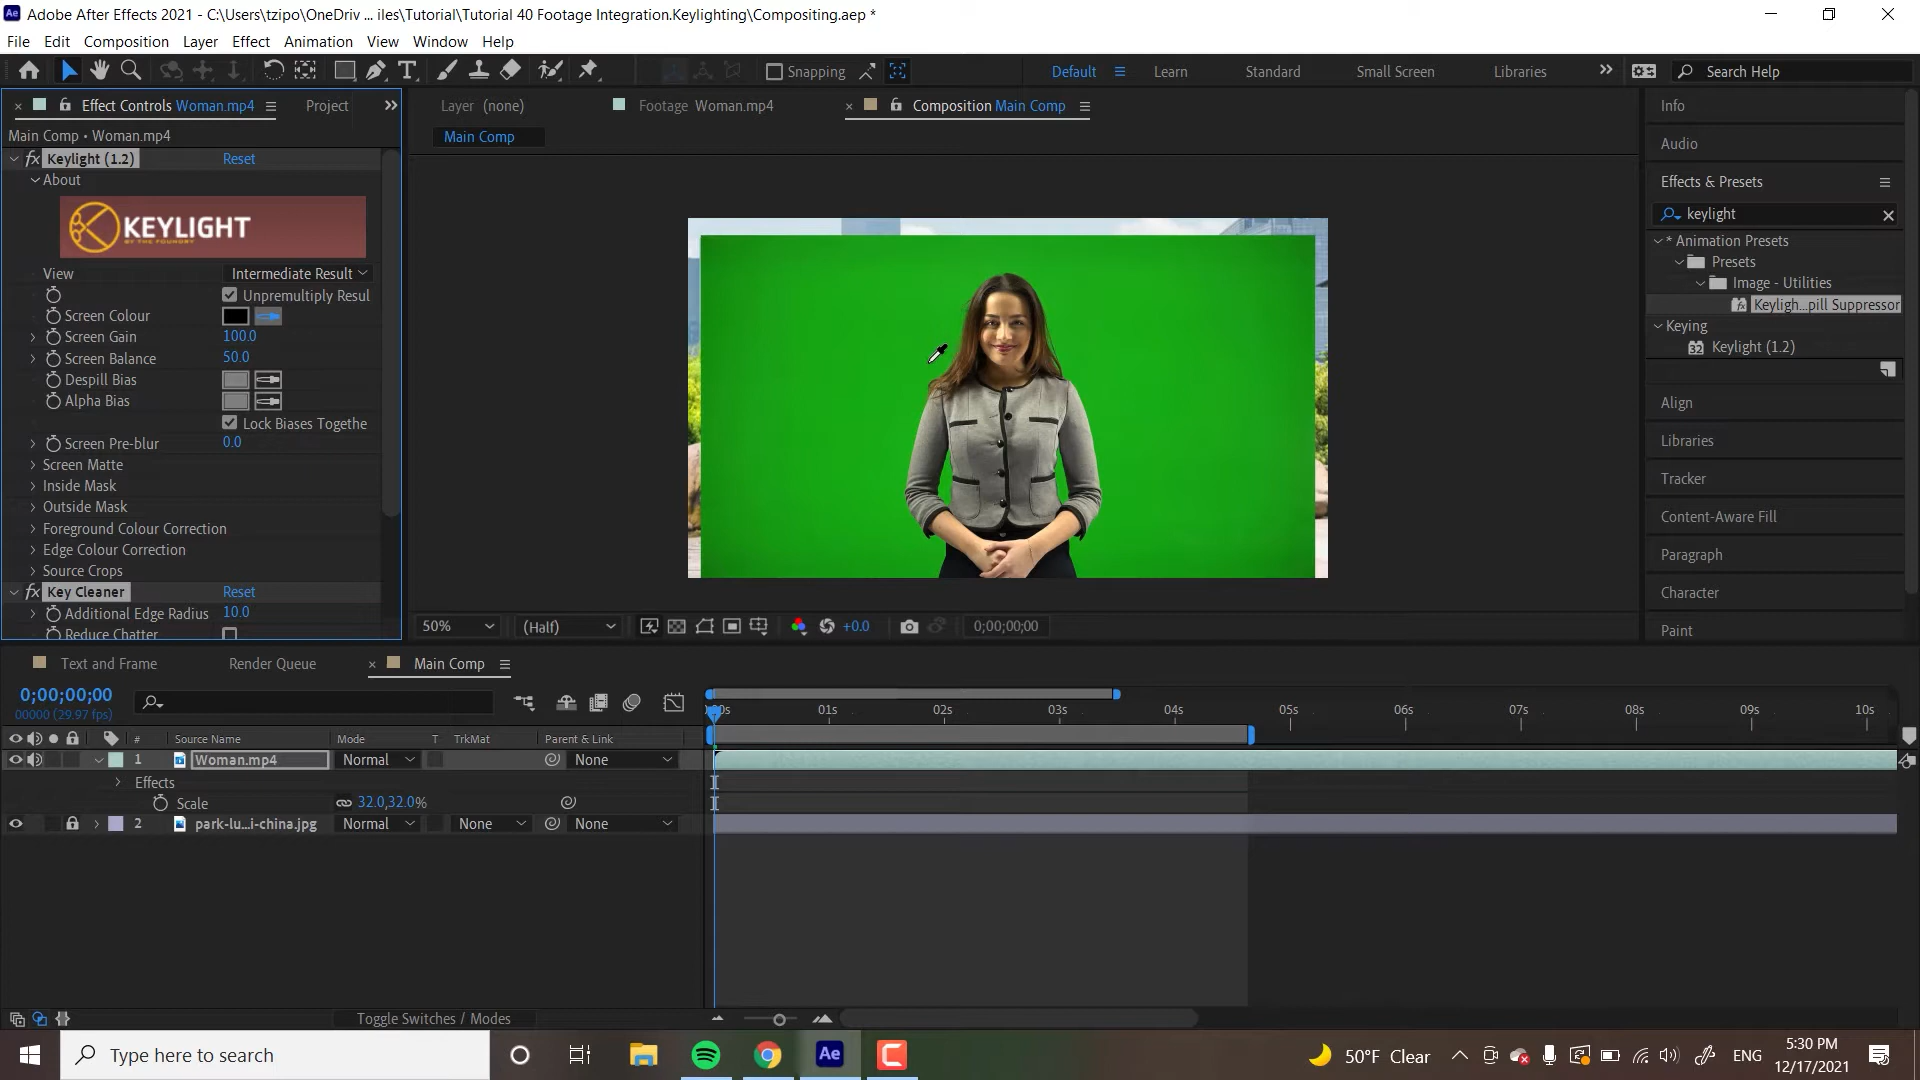 Adobe After Effects 2021 - C:\Users\tzipo\OneDriv ... iles\Tutorial\Tutorial 40 Footage Integration.Keylighting\Compositing.aep *
File Edit Composition Layer Effect Animation View Window Help
Snapping Default Learn Standard Small Screen Libraries Search Help
Effect Controls Woman.mp4 Project
Layer (none) Footage Woman.mp4 Composition Main Comp
Main Comp
Main Comp • Woman.mp4
fx Keylight (1.2) Reset
About
KEYLIGHT
BY THE FOUNDRY
View Intermediate Result
Unpremultiply Resul
Screen Colour
Screen Gain 100.0
Screen Balance 50.0
Despill Bias
Alpha Bias
Lock Biases Togethe
Screen Pre-blur 0.0
Screen Matte
Inside Mask
Outside Mask
Foreground Colour Correction
Edge Colour Correction
Source Crops
fx Key Cleaner Reset
Additional Edge Radius 10.0
Reduce Chatter
50% (Half) +0.0 0;00;00;00
Info
Audio
Effects & Presets
keylight
* Animation Presets
Presets
Image - Utilities
Keyligh...pill Suppressor
Keying
32 Keylight (1.2)
Align
Libraries
Tracker
Content-Aware Fill
Paragraph
Character
Paint
Text and Frame Render Queue Main Comp
0;00;00;00
00000 (29.97 fps)
:00s 01s 02s 03s 04s 05s 06s 07s 08s 09s 10s
# Source Name Mode T TrkMat Parent & Link
1 Woman.mp4 Normal None
Effects
Scale 32.0,32.0%
2 park-lu...i-china.jpg Normal None None
Toggle Switches / Modes
Type here to search Ae 50°F Clear ENG 5:30 PM
12/17/2021